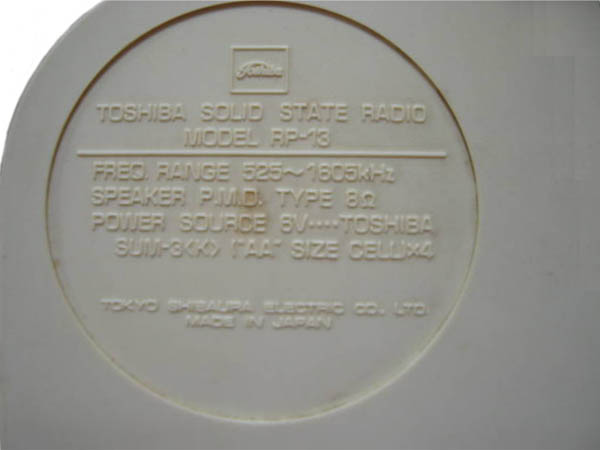 Toshiba
TOSHIBA SOLID STATE RADIO
MODEL RP-13
FREQ. RANGE 525~1605kHz
SPEAKER P.M.D. TYPE 8Ω
POWER SOURCE 6V····TOSHIBA
SUM-3<K> ("AA" SIZE CELL)×4
TOKYO SHIBAURA ELECTRIC CO., LTD.
MADE IN JAPAN